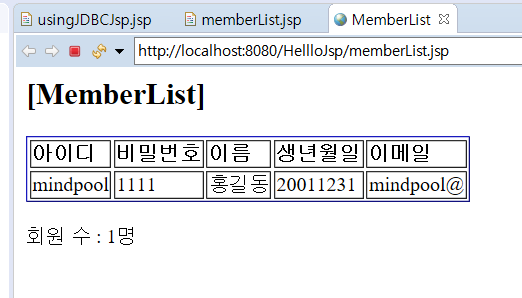 usingJDBCJsp.jsp memberList.jsp MemberList
http://localhost:8080/HellloJsp/memberList.jsp
[MemberList]
아이디 비밀번호 이름 생년월일 이메일
mindpool 1111 홍길동 20011231 mindpool@
회원 수 : 1명